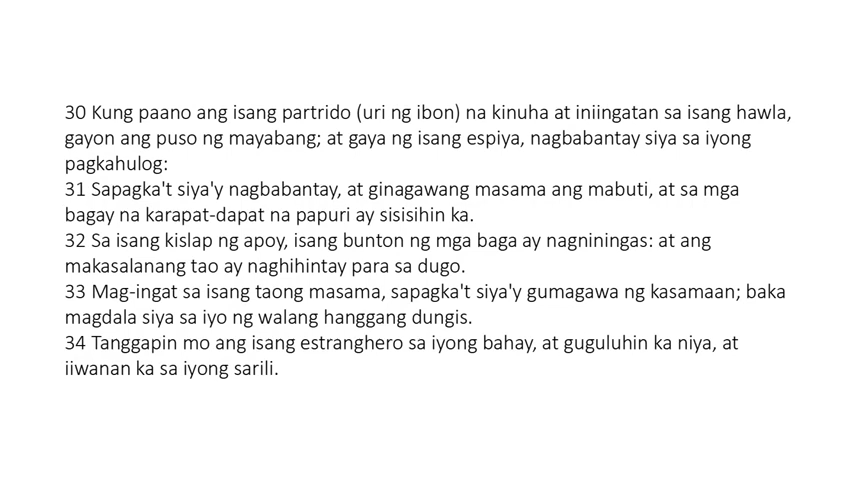 30 Kung paano ang isang partrido (uri ng ibon) na kinuha at iniingatan sa isang hawla,
gayon ang puso ng mayabang; at gaya ng isang espiya, nagbabantay siya sa iyong
pagkahulog:
31 Sapagka't siya'y nagbabantay, at ginagawang masama ang mabuti, at sa mga
bagay na karapat-dapat na papuri ay sisisihin ka.
32 Sa isang kislap ng apoy, isang bunton ng mga baga ay nagniningas: at ang
makasalanang tao ay naghihintay para sa dugo.
33 Mag-ingat sa isang taong masama, sapagka't siya'y gumagawa ng kasamaan; baka
magdala siya sa iyo ng walang hanggang dungis.
34 Tanggapin mo ang isang estranghero sa iyong bahay, at guguluhin ka niya, at
iiwanan ka sa iyong sarili.